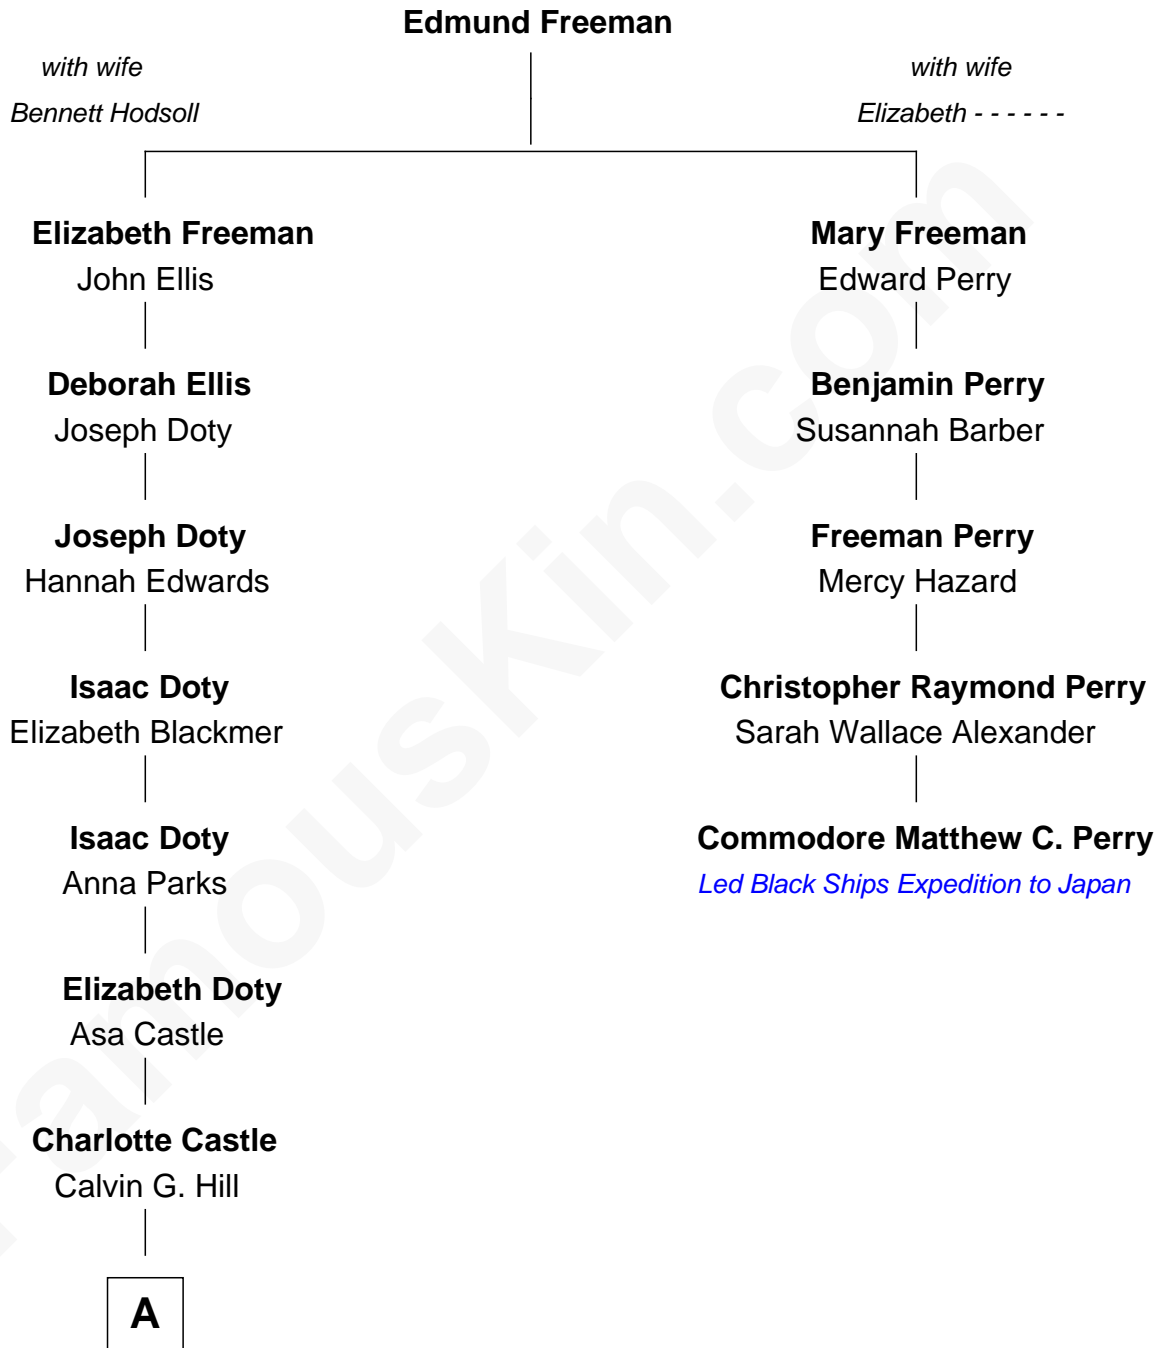 Edmund Freeman
with wife
Bennett Hodsoll
with wife
Elizabeth - - - - - -
Elizabeth Freeman
John Ellis
Mary Freeman
Edward Perry
Deborah Ellis
Joseph Doty
Benjamin Perry
Susannah Barber
Joseph Doty
Hannah Edwards
Freeman Perry
Mercy Hazard
Isaac Doty
Elizabeth Blackmer
Christopher Raymond Perry
Sarah Wallace Alexander
Isaac Doty
Anna Parks
Commodore Matthew C. Perry
Led Black Ships Expedition to Japan
Elizabeth Doty
Asa Castle
Charlotte Castle
Calvin G. Hill
A
FamousKin.com